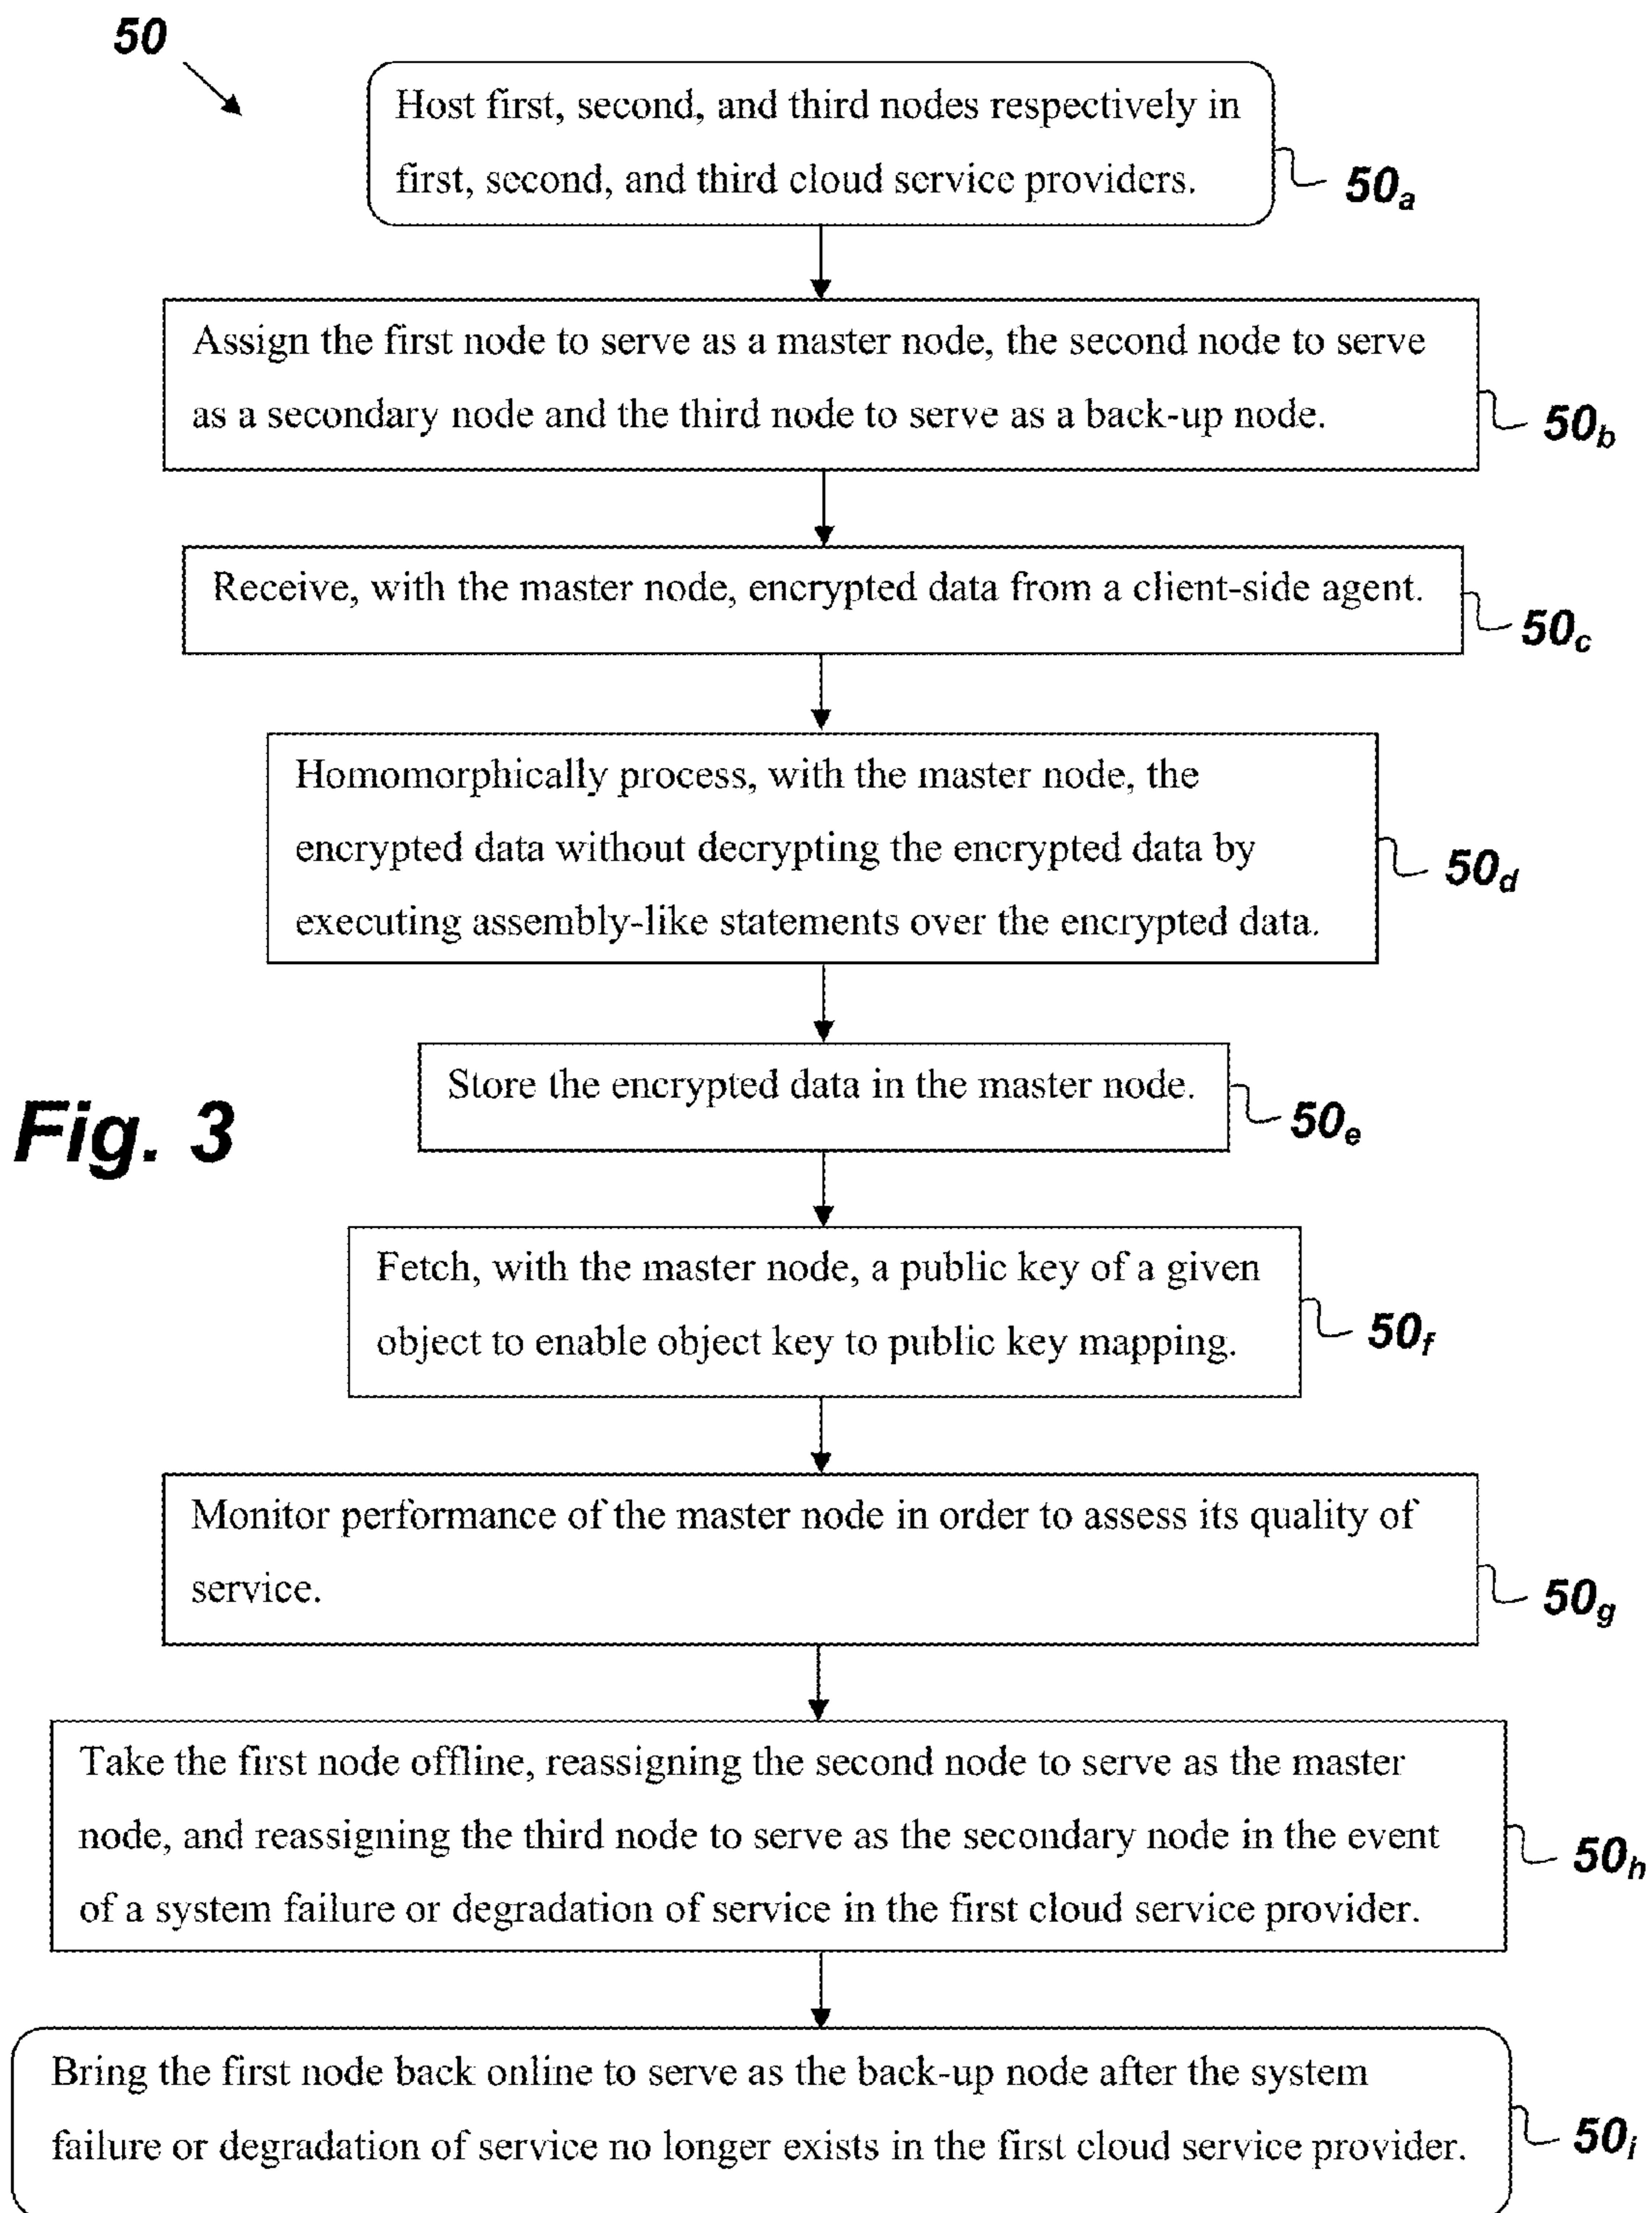 50
Host first, second, and third nodes respectively in
first, second, and third cloud service providers.
50a
Assign the first node to serve as a master node, the second node to serve
as a secondary node and the third node to serve as a back-up node.
50b
Receive, with the master node, encrypted data from a client-side agent.
50c
Homomorphically process, with the master node, the
encrypted data without decrypting the encrypted data by
executing assembly-like statements over the encrypted data.
50d
Store the encrypted data in the master node.
50e
Fig. 3
Fetch, with the master node, a public key of a given
object to enable object key to public key mapping.
50f
Monitor performance of the master node in order to assess its quality of
service.
50g
Take the first node offline, reassigning the second node to serve as the master
node, and reassigning the third node to serve as the secondary node in the event
of a system failure or degradation of service in the first cloud service provider.
50h
Bring the first node back online to serve as the back-up node after the system
failure or degradation of service no longer exists in the first cloud service provider.
50i